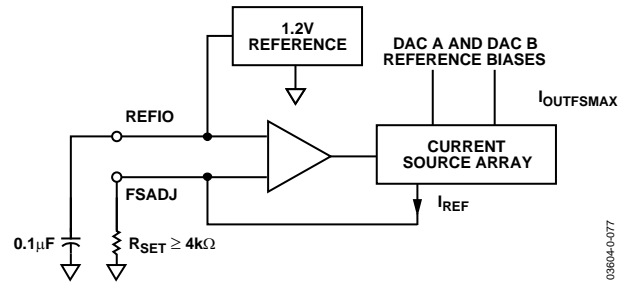 1.2V
REFERENCE
DAC A AND DAC B
REFERENCE BIASES
IOUTFSMAX
REFIO
CURRENT
SOURCE ARRAY
FSADJ
IREF
0.1µF
RSET ≥ 4kΩ
03604-0-077